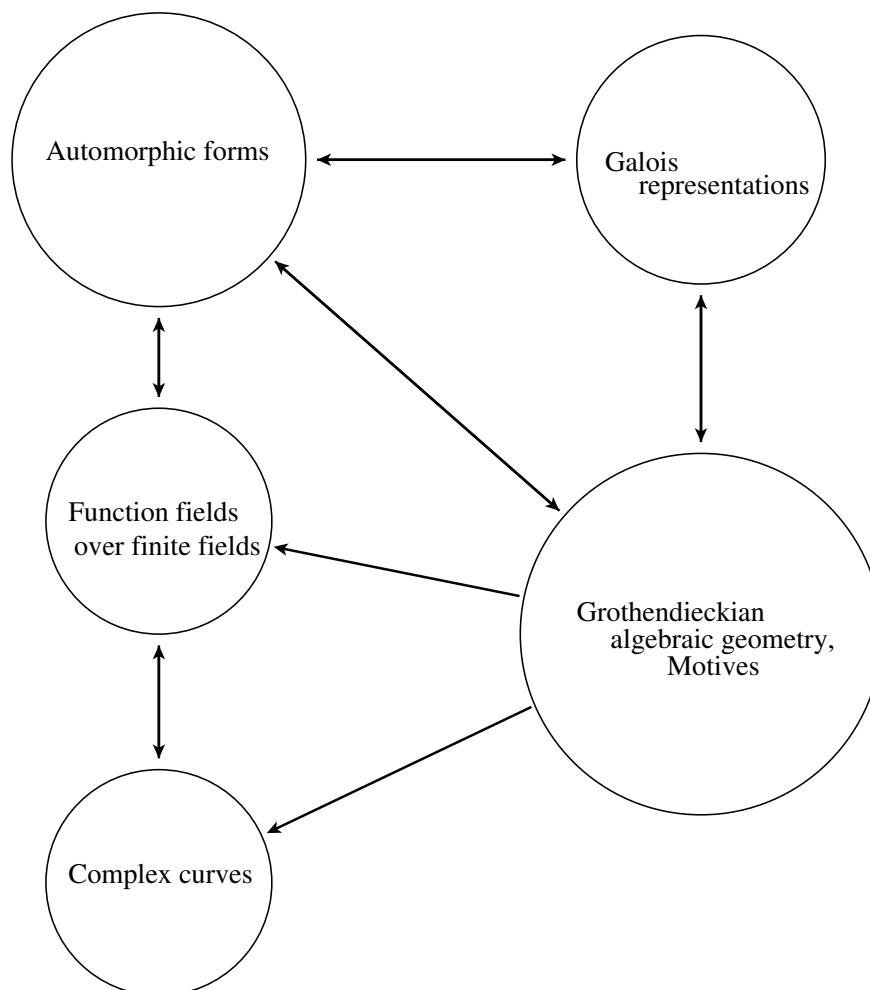 Automorphic forms
Galois
representations
Function fields
over finite fields
Grothendieckian
algebraic geometry,
Motives
Complex curves